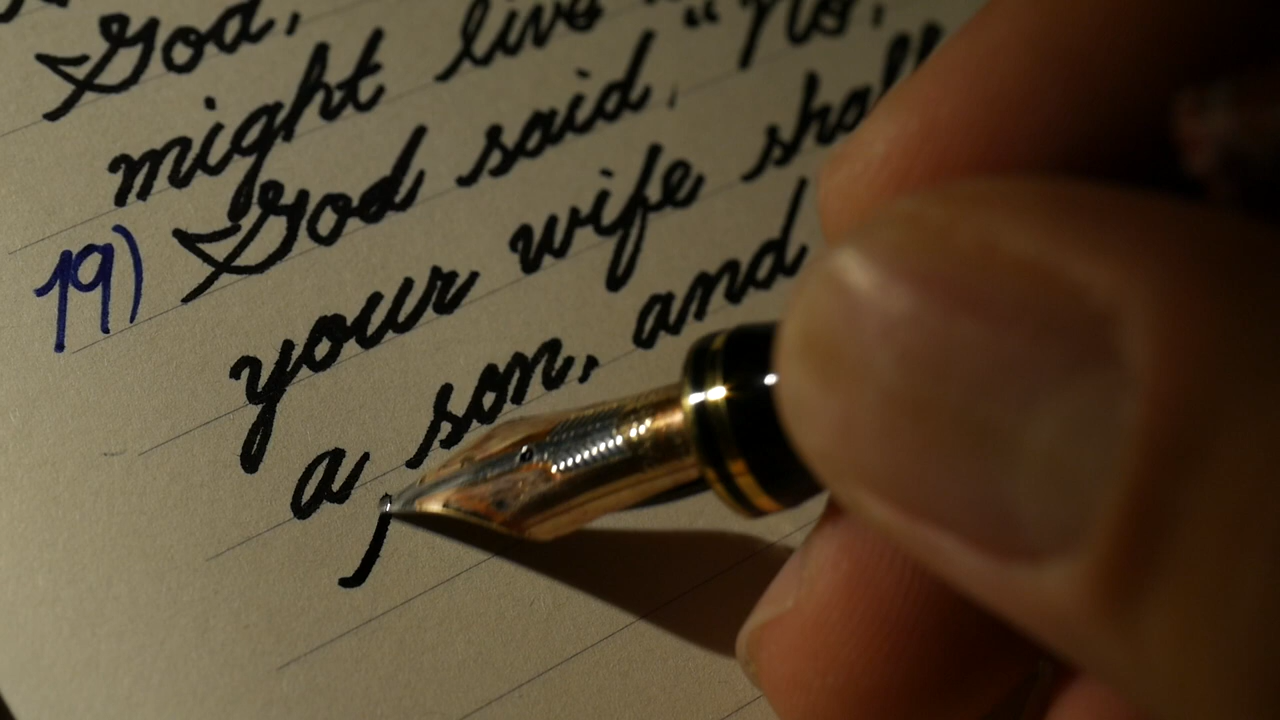 God,
might live
19) God said, "No,
your wife shall
a son, and